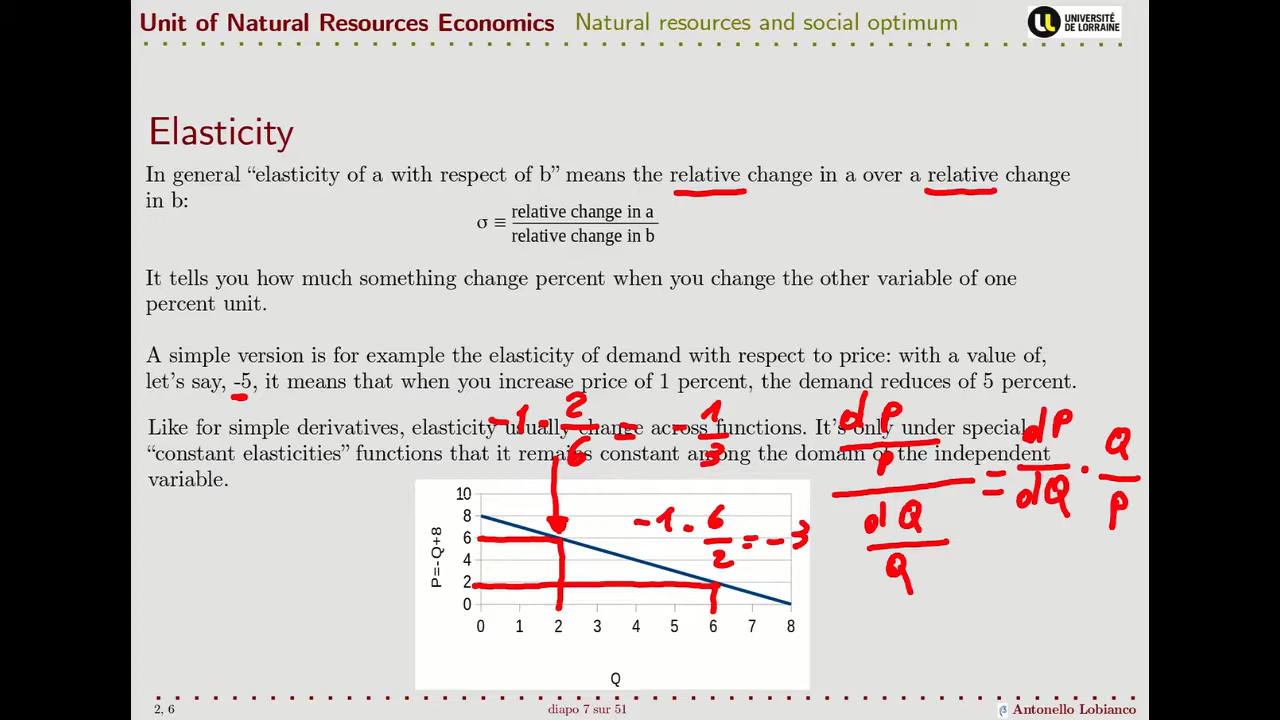 Unit of Natural Resources Economics Natural resources and social optimum
UNIVERSITÉ
DE LORRAINE
Elasticity
In general “elasticity of a with respect of b” means the relative change in a over a relative change
in b:
σ ≡ relative change in a
relative change in b
It tells you how much something change percent when you change the other variable of one
percent unit.
A simple version is for example the elasticity of demand with respect to price: with a value of,
let's say, -5, it means that when you increase price of 1 percent, the demand reduces of 5 percent.
Like for simple derivatives, elasticity usually change across functions. It's only under special
“constant elasticities” functions that it remains constant among the domain of the independent
variable.
-1 · 2/6 = - 1/3
dP/P / dQ/Q = dP/dQ · Q/P
-1 · 6/2 = -3
P=-Q+8
10
8
6
4
2
0
0 1 2 3 4 5 6 7 8
Q
2, 6 diapo 7 sur 51 β Antonello Lobianco